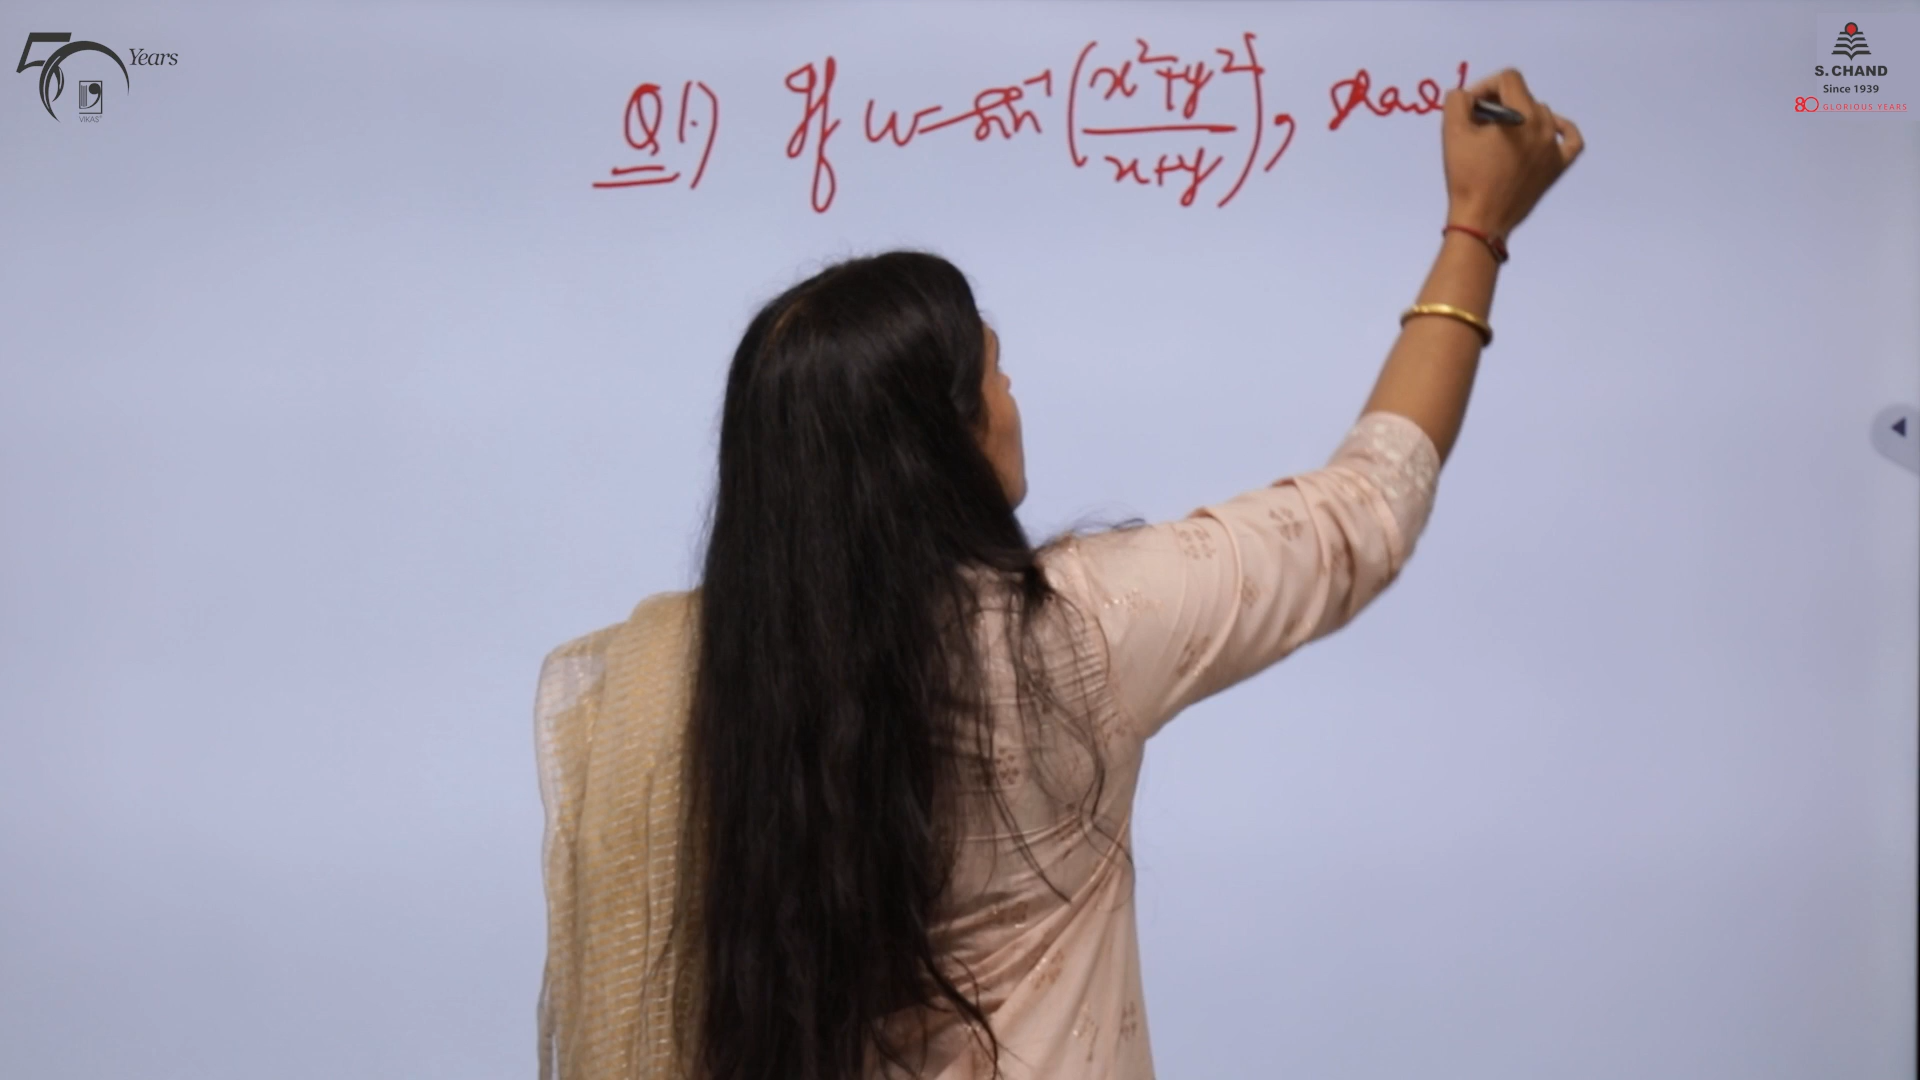 50 Years
VIKAS
S. CHAND
Since 1939
80 GLORIOUS YEARS
Q1.) If u = sin⁻¹ (x²+y² / x+y),